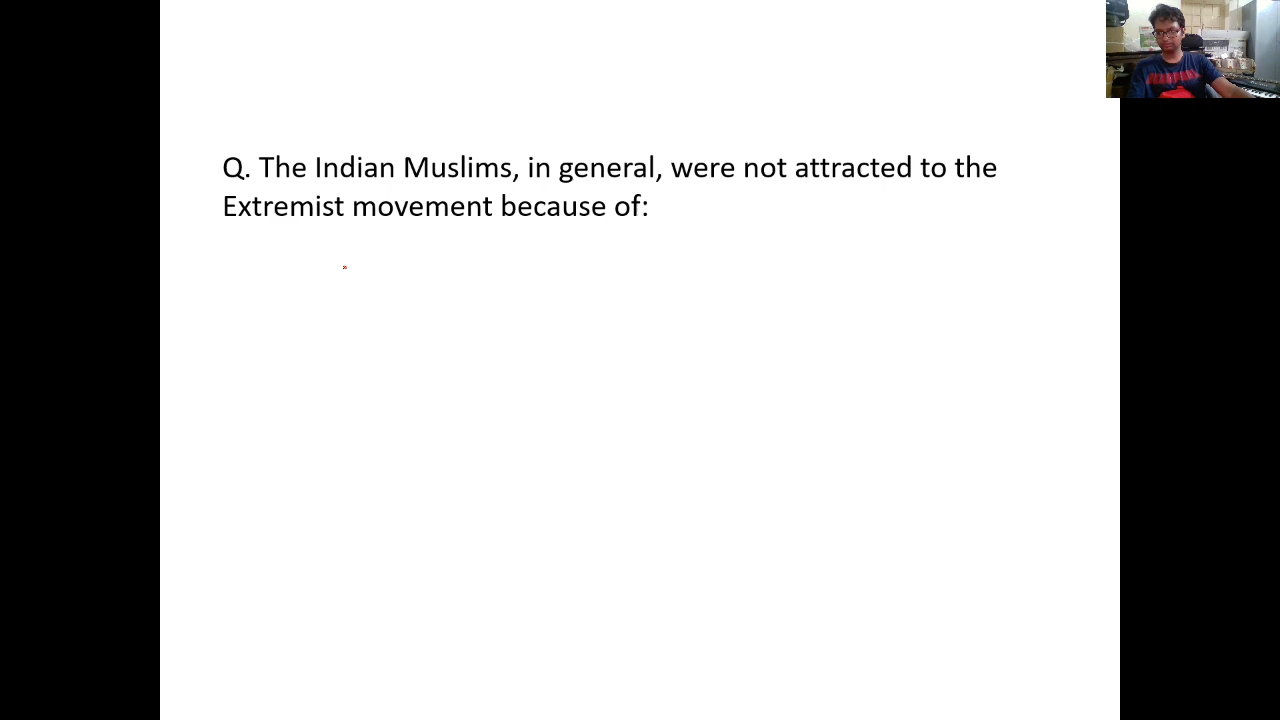 Q. The Indian Muslims, in general, were not attracted to the
Extremist movement because of: